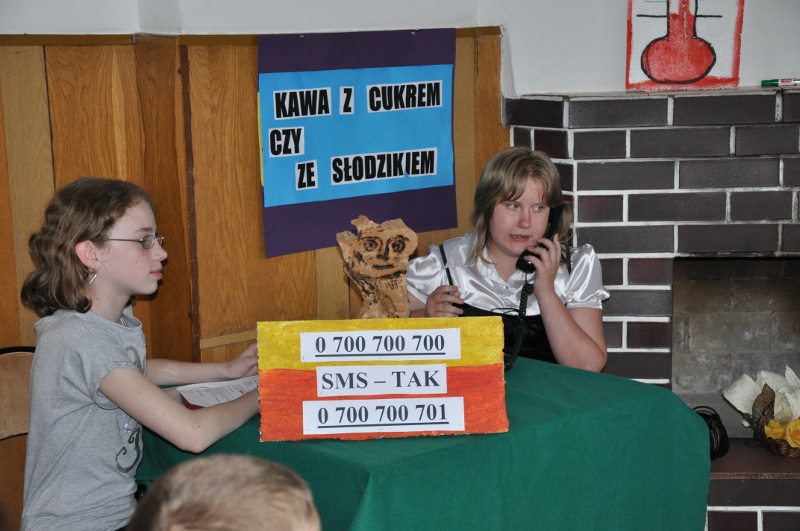 KAWA Z CUKREM
CZY
ZE SŁODZIKIEM
0 700 700 700
SMS – TAK
0 700 700 701